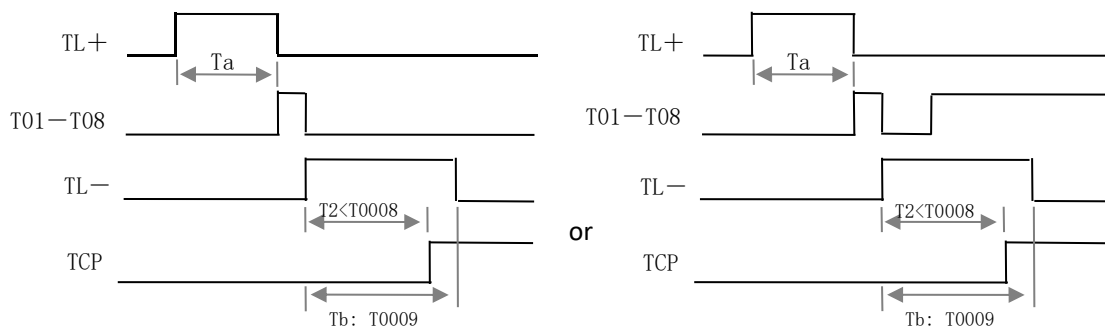 TL+
Ta
T01-T08
TL-
T2<T0008
TCP
Tb: T0009
or
TL+
Ta
T01-T08
TL-
T2<T0008
TCP
Tb: T0009